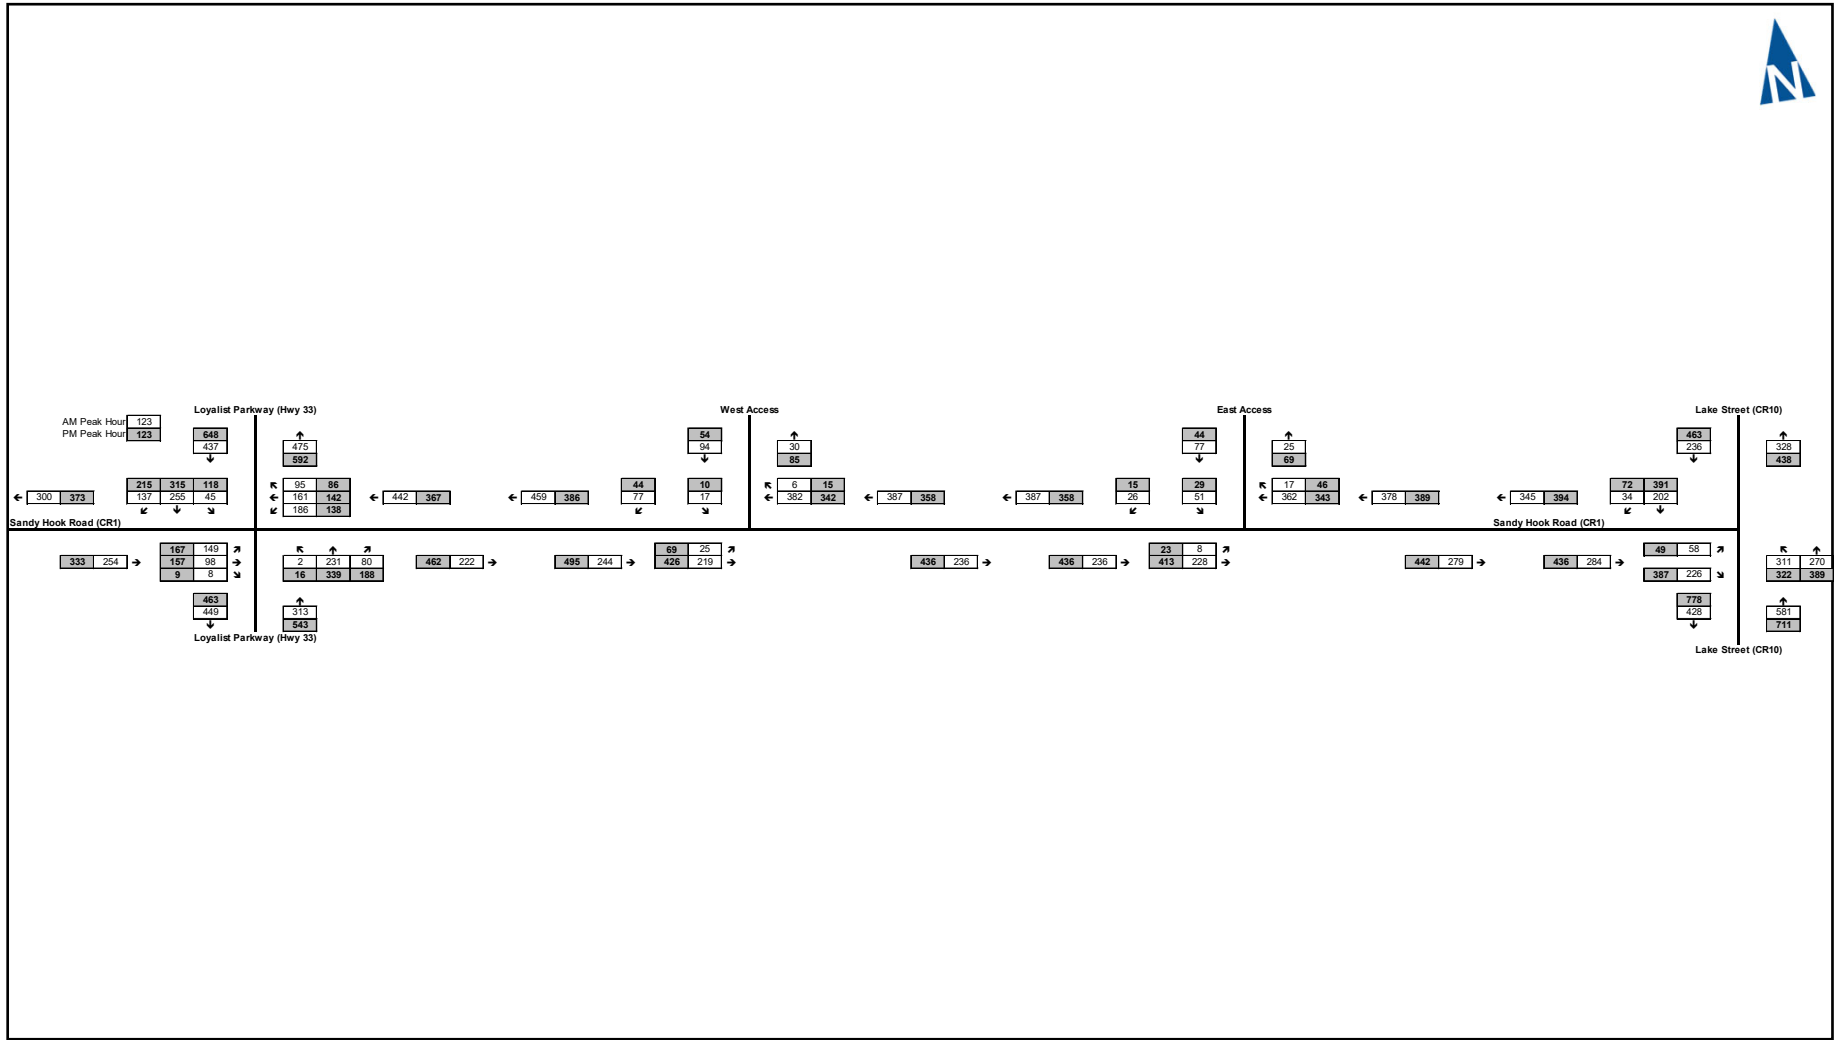 N
Loyalist Parkway (Hwy 33) West Access East Access Lake Street (CR10)
AM Peak Hour 123
PM Peak Hour 123
648 ↑ 54 ↑ 44 ↑ 463 ↑
437 475 94 30 77 25 236 328
↓ 592 ↓ 85 ↓ 69 ↓ 438
215 315 118 ↖ 95 86 44 10 ↖ 6 15 15 29 ↖ 17 46 72 391
← 300 373 137 255 45 ← 161 142 ← 442 367 ← 459 386 77 17 ← 382 342 ← 387 358 ← 387 358 26 51 ← 362 343 ← 378 389 ← 345 394 34 202
↙ ↓ ↘ ↙ 186 138 ↙ ↘ ↙ ↘ ↙ ↓
Sandy Hook Road (CR1) Sandy Hook Road (CR1)
167 149 ↗ ↖ ↑ ↗ 69 25 ↗ 23 8 ↗ 49 58 ↗ ↖ ↑
333 254 → 157 98 → 2 231 80 462 222 → 495 244 → 426 219 → 436 236 → 436 236 → 413 228 → 442 279 → 436 284 → 311 270
9 8 ↘ 16 339 188 387 226 ↘ 322 389
463 ↑ 778 ↑
449 313 428 581
↓ 543 ↓ 711
Loyalist Parkway (Hwy 33)
Lake Street (CR10)